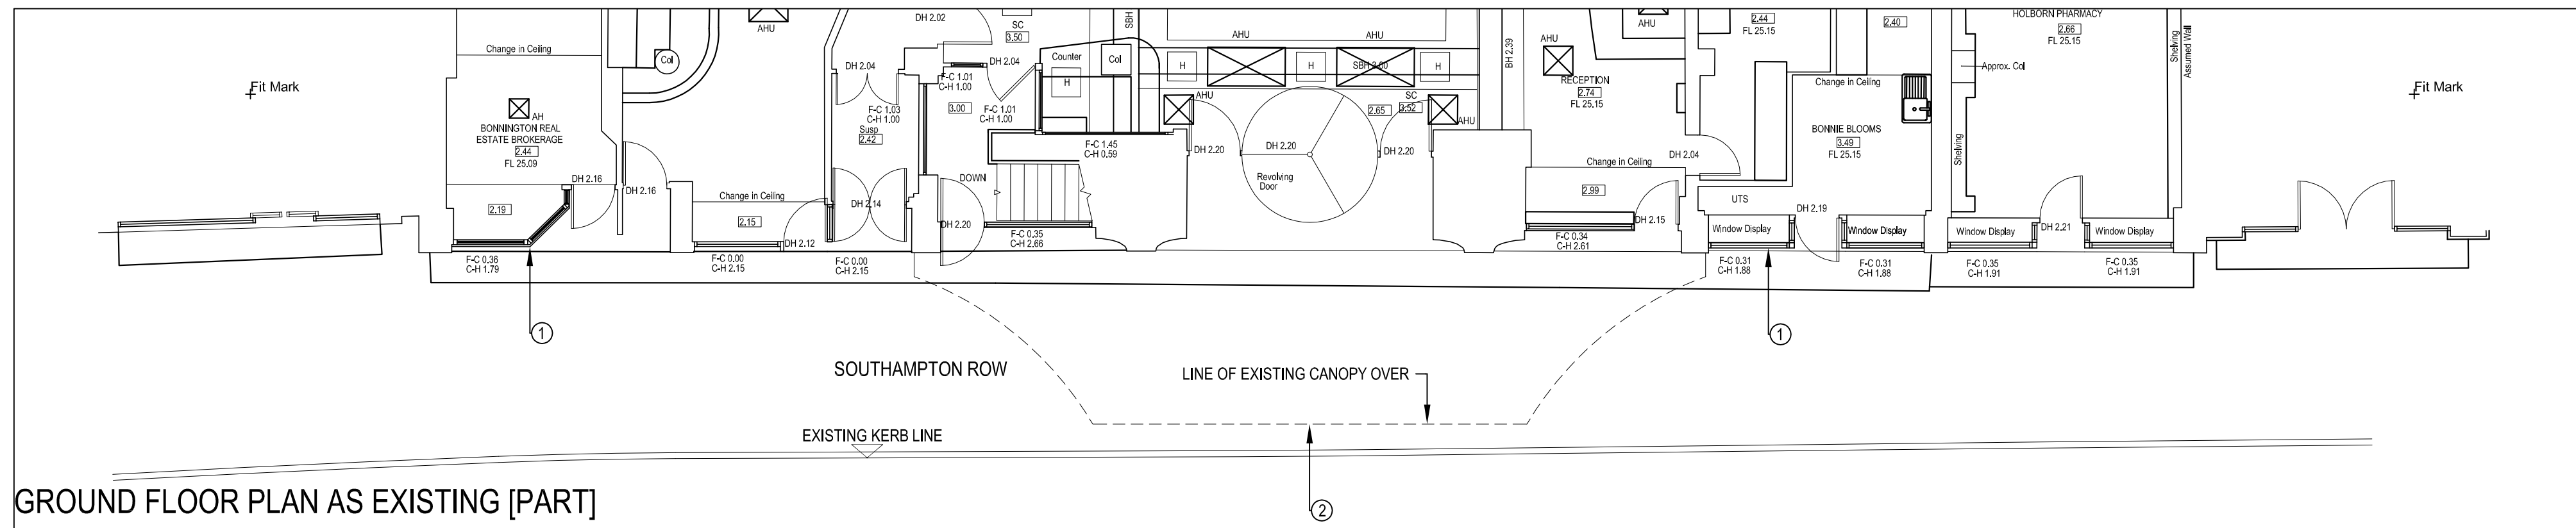 DH 2.02
SC
3.50
SBH
AHU
AHU
AHU
AHU
2.44
FL 25.15
2.40
HOLBORN PHARMACY
2.66
FL 25.15
Shelving
Assumed Wall
Change in Ceiling
Col
DH 2.04
DH 2.04
Counter
H
Col
H
H
SBH 2.00
H
BH 2.39
AHU
RECEPTION
2.74
FL 25.15
Change in Ceiling
Approx. Col
Fit Mark
Fit Mark
F-C 1.01
C-H 1.00
3.00
F-C 1.01
C-H 1.00
F-C 1.03
C-H 1.00
Susp
2.42
AHU
2.65
SC
3.52
AHU
AH
BONNINGTON REAL
ESTATE BROKERAGE
2.44
FL 25.09
BONNIE BLOOMS
3.49
FL 25.15
Shelving
F-C 1.45
C-H 0.59
DH 2.20
DH 2.20
DH 2.20
DH 2.04
Change in Ceiling
Revolving
Door
DOWN
DH 2.16
DH 2.16
Change in Ceiling
2.99
UTS
2.19
2.15
DH 2.14
DH 2.12
DH 2.20
DH 2.15
DH 2.19
DH 2.21
Window Display
Window Display
Window Display
Window Display
F-C 0.35
C-H 2.66
F-C 0.34
C-H 2.61
F-C 0.36
C-H 1.79
F-C 0.00
C-H 2.15
F-C 0.00
C-H 2.15
F-C 0.31
C-H 1.88
F-C 0.31
C-H 1.88
F-C 0.35
C-H 1.91
F-C 0.35
C-H 1.91
1
1
SOUTHAMPTON ROW
LINE OF EXISTING CANOPY OVER
EXISTING KERB LINE
GROUND FLOOR PLAN AS EXISTING [PART]
2